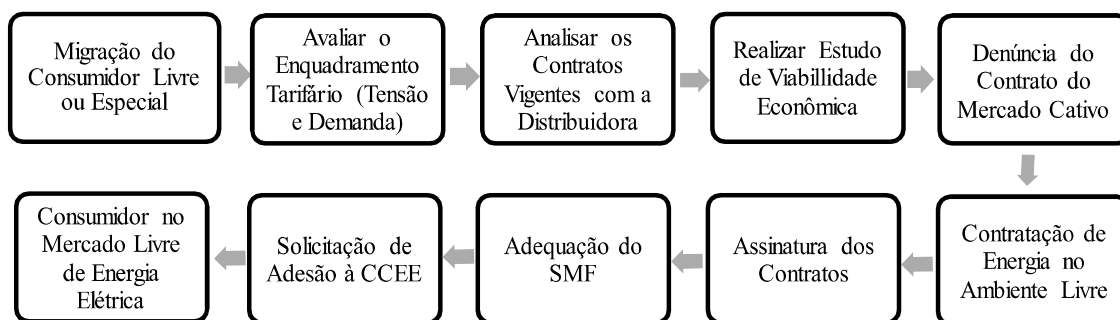 Migração do
Consumidor Livre
ou Especial
Avaliar o
Enquadramento
Tarifário (Tensão
e Demanda)
Analisar os
Contratos
Vigentes com a
Distribuidora
Realizar Estudo
de Viabillidade
Econômica
Denúncia do
Contrato do
Mercado Cativo
Contratação de
Energia no
Ambiente Livre
Assinatura dos
Contratos
Adequação do
SMF
Solicitação de
Adesão à CCEE
Consumidor no
Mercado Livre
de Energia
Elétrica